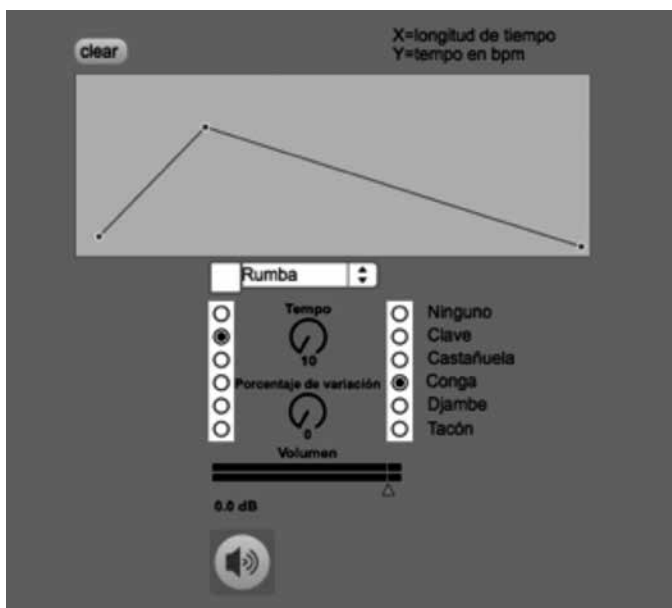 clear
X=longitud de tiempo
Y=tempo en bpm
Rumba
Tempo
10
Porcentaje de variación
0
Volumen
0.0 dB
Ninguno
Clave
Castañuela
Conga
Djambe
Tacón